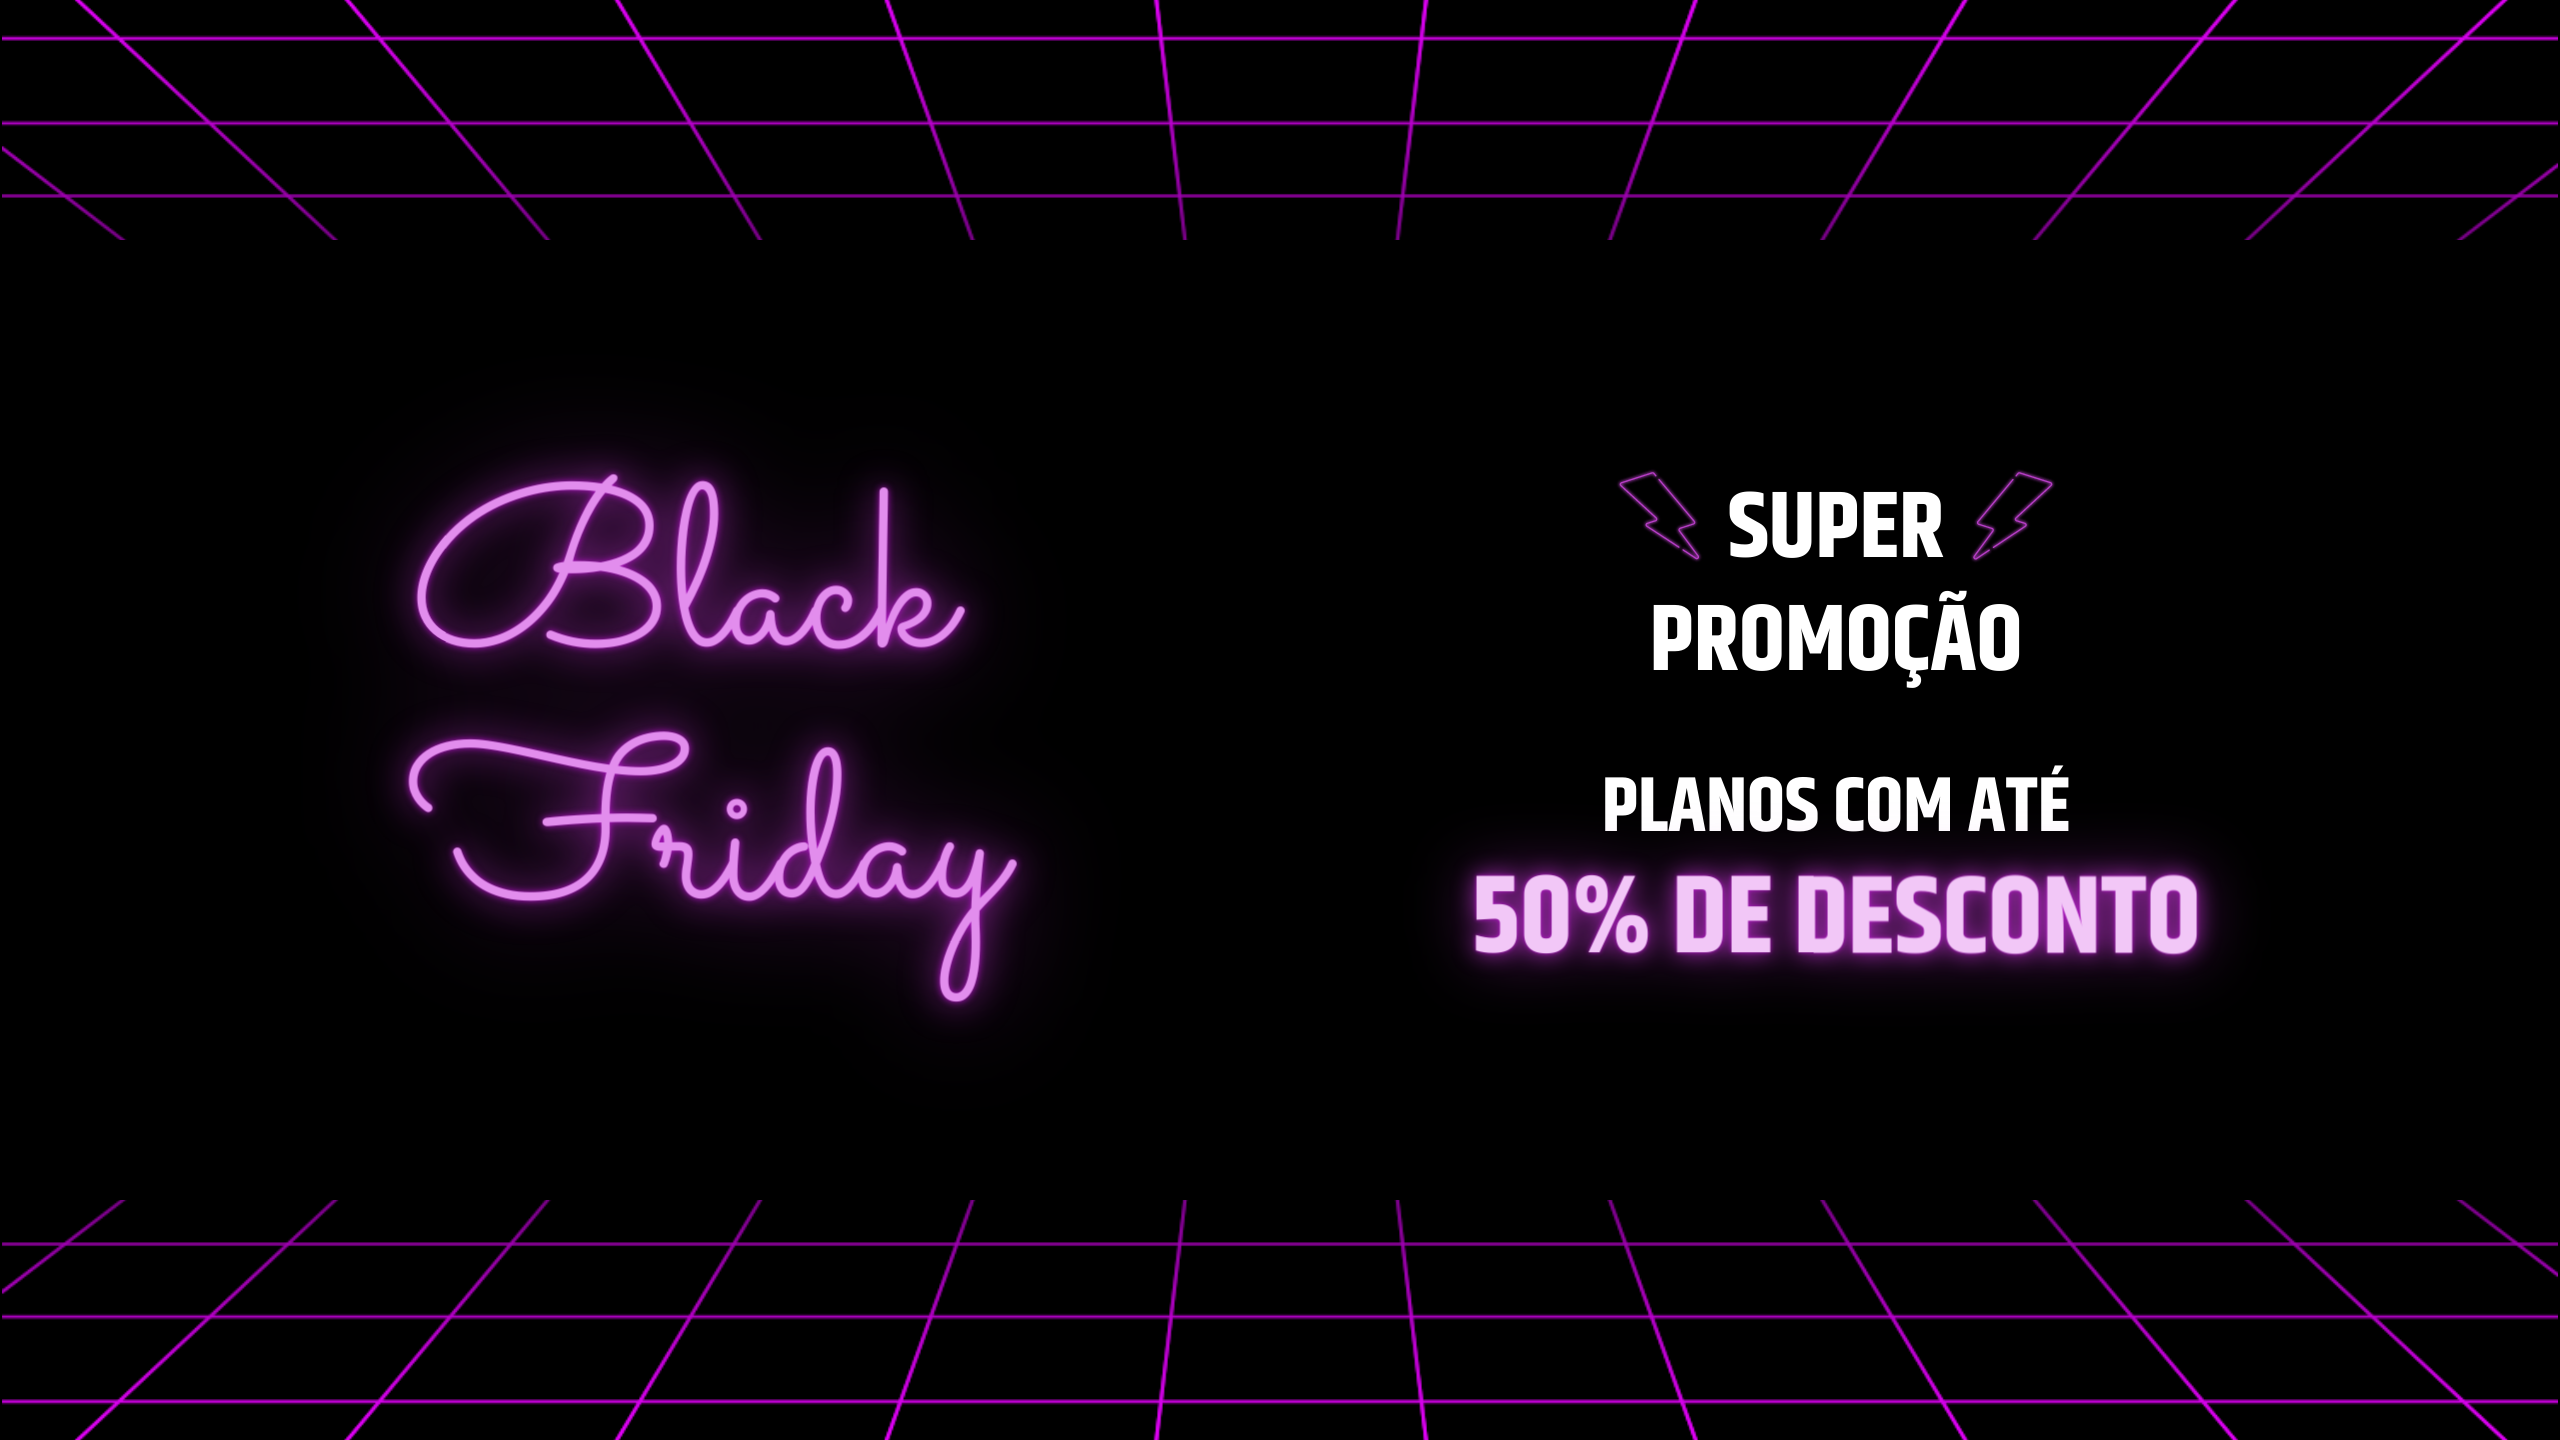 Black
Friday
SUPER
PROMOÇÃO
PLANOS COM ATÉ
50% DE DESCONTO